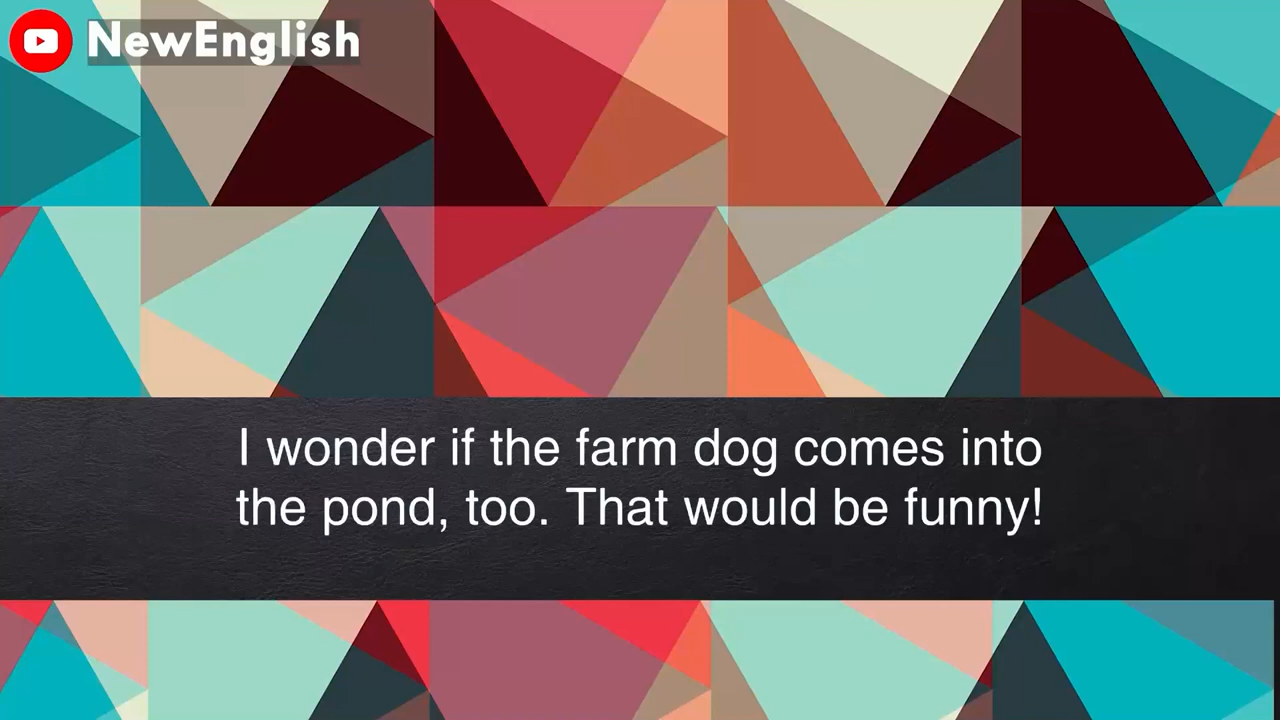 NewEnglish
I wonder if the farm dog comes into
the pond, too. That would be funny!